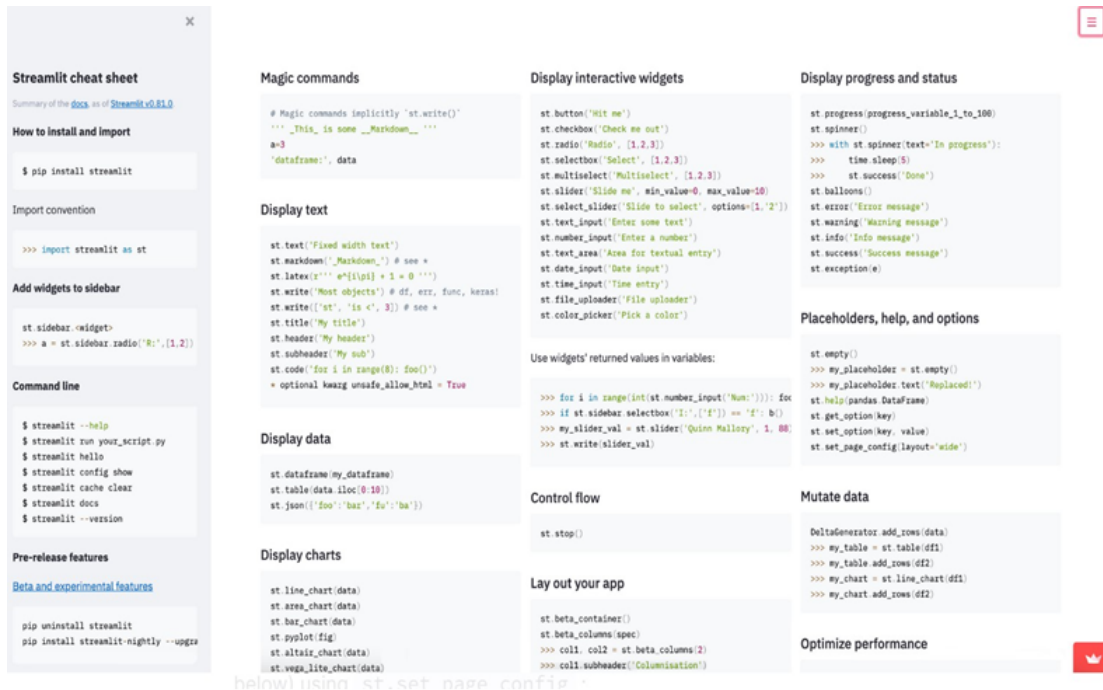 ×
☰
Streamlit cheat sheet
Summary of the docs, as of Streamlit v0.81.0.
How to install and import
$ pip install streamlit
Import convention
>>> import streamlit as st
Add widgets to sidebar
st.sidebar.<widget>
>>> a = st.sidebar.radio('R:',[1,2])
Command line
$ streamlit --help
$ streamlit run your_script.py
$ streamlit hello
$ streamlit config show
$ streamlit cache clear
$ streamlit docs
$ streamlit --version
Pre-release features
Beta and experimental features
pip uninstall streamlit
pip install streamlit-nightly --upgra
Magic commands
# Magic commands implicitly `st.write()`
''' _This_ is some __Markdown__ '''
a=3
'dataframe:', data
Display text
st.text('Fixed width text')
st.markdown('_Markdown_') # see *
st.latex(r''' e^{i\pi} + 1 = 0 ''')
st.write('Most objects') # df, err, func, keras!
st.write(['st', 'is <', 3]) # see *
st.title('My title')
st.header('My header')
st.subheader('My sub')
st.code('for i in range(8): foo()')
* optional kwarg unsafe_allow_html = True
Display data
st.dataframe(my_dataframe)
st.table(data.iloc[0:10])
st.json({'foo':'bar','fu':'ba'})
Display charts
st.line_chart(data)
st.area_chart(data)
st.bar_chart(data)
st.pyplot(fig)
st.altair_chart(data)
st.vega_lite_chart(data)
Display interactive widgets
st.button('Hit me')
st.checkbox('Check me out')
st.radio('Radio', [1,2,3])
st.selectbox('Select', [1,2,3])
st.multiselect('Multiselect', [1,2,3])
st.slider('Slide me', min_value=0, max_value=10)
st.select_slider('Slide to select', options=[1,'2'])
st.text_input('Enter some text')
st.number_input('Enter a number')
st.text_area('Area for textual entry')
st.date_input('Date input')
st.time_input('Time entry')
st.file_uploader('File uploader')
st.color_picker('Pick a color')
Use widgets' returned values in variables:
>>> for i in range(int(st.number_input('Num:'))): foo
>>> if st.sidebar.selectbox('I:',['f']) == 'f': b()
>>> my_slider_val = st.slider('Quinn Mallory', 1, 88)
>>> st.write(slider_val)
Control flow
st.stop()
Lay out your app
st.beta_container()
st.beta_columns(spec)
>>> col1, col2 = st.beta_columns(2)
>>> col1.subheader('Columnisation')
Display progress and status
st.progress(progress_variable_1_to_100)
st.spinner()
>>> with st.spinner(text='In progress'):
>>> time.sleep(5)
>>> st.success('Done')
st.balloons()
st.error('Error message')
st.warning('Warning message')
st.info('Info message')
st.success('Success message')
st.exception(e)
Placeholders, help, and options
st.empty()
>>> my_placeholder = st.empty()
>>> my_placeholder.text('Replaced!')
st.help(pandas.DataFrame)
st.get_option(key)
st.set_option(key, value)
st.set_page_config(layout='wide')
Mutate data
DeltaGenerator.add_rows(data)
>>> my_table = st.table(df1)
>>> my_table.add_rows(df2)
>>> my_chart = st.line_chart(df1)
>>> my_chart.add_rows(df2)
Optimize performance
below) using st.set_page_config :